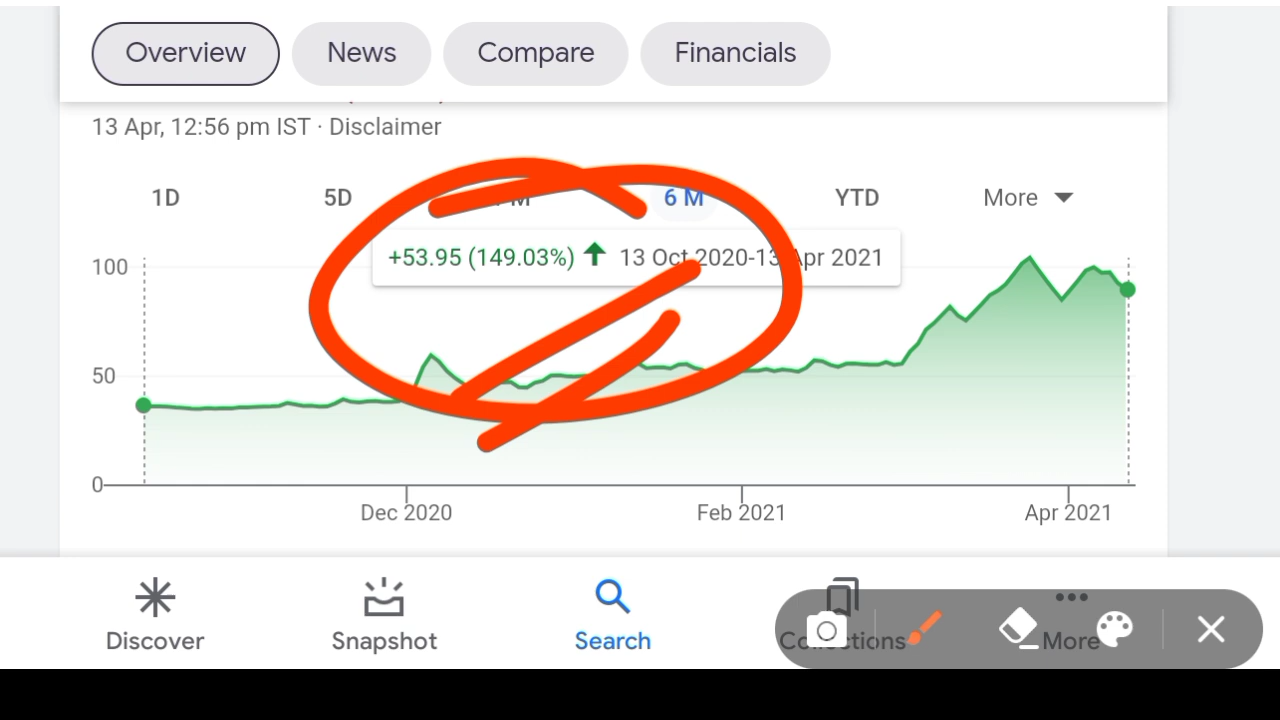 Overview News Compare Financials
13 Apr, 12:56 pm IST · Disclaimer
1D 5D M 6 M YTD More
+53.95 (149.03%) 13 Oct 2020-13 Apr 2021
100
50
0
Dec 2020 Feb 2021 Apr 2021
Discover Snapshot Search Collections More